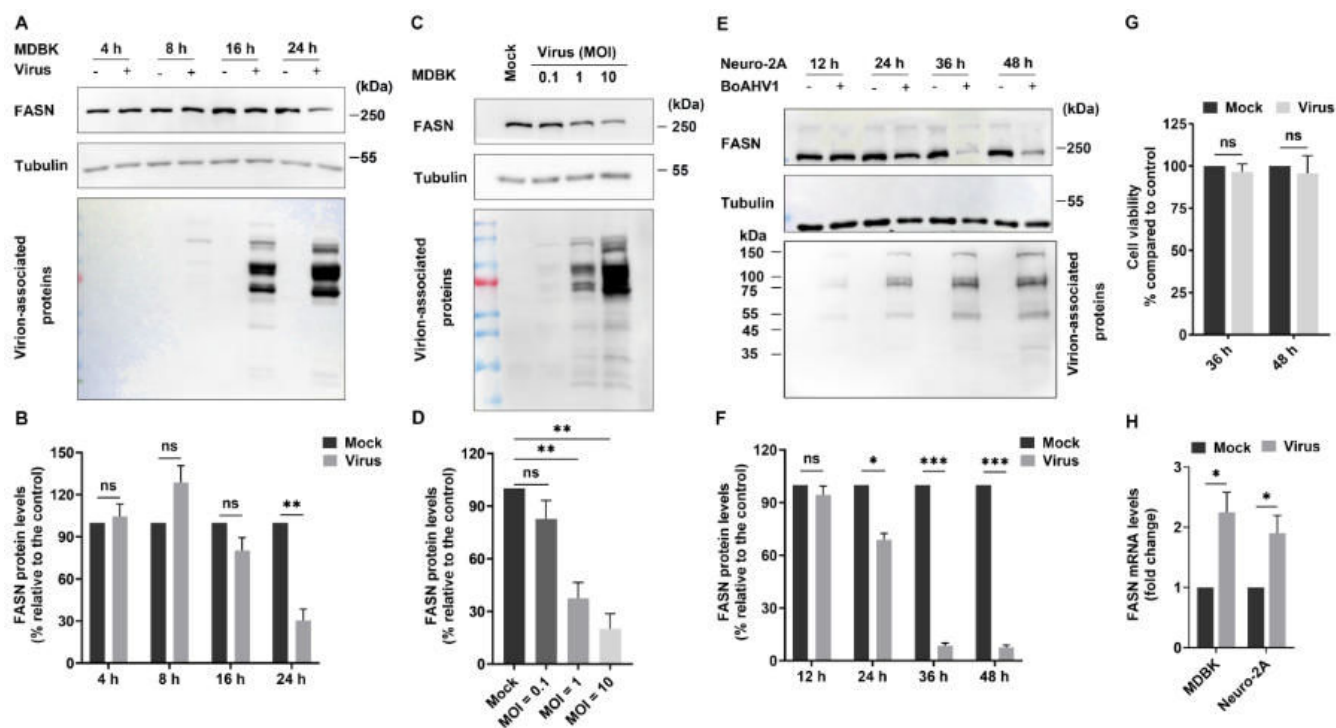 A
MDBK 4 h 8 h 16 h 24 h
Virus - + - + - + - +
(kDa)
FASN
–250
Tubulin
–55
Virion-associated
proteins
B
FASN protein levels
(% relative to the control)
150
120
90
60
30
0
ns
ns
ns
**
Mock
Virus
4 h 8 h 16 h 24 h
C
Mock
Virus (MOI)
MDBK
0.1 1 10
(kDa)
FASN
– 250
Tubulin
– 55
Virion-associated
proteins
D
FASN protein levels
(% relative to the control)
120
90
60
30
0
**
**
ns
Mock
MOI = 0.1
MOI = 1
MOI = 10
E
Neuro-2A 12 h 24 h 36 h 48 h
BoAHV1 - + - + - + - +
(kDa)
FASN
–250
Tubulin
–55
kDa
150
100
75
55
45
35
Virion-associated
proteins
F
FASN protein levels
(% relative to the control)
120
90
60
30
0
ns
*
***
***
Mock
Virus
12 h 24 h 36 h 48 h
G
Mock Virus
Cell viability
% compared to control
125
100
75
50
25
0
ns
ns
36 h
48 h
H
Mock Virus
FASN mRNA levels
(fold change)
3
2
1
0
*
*
MDBK
Neuro-2A